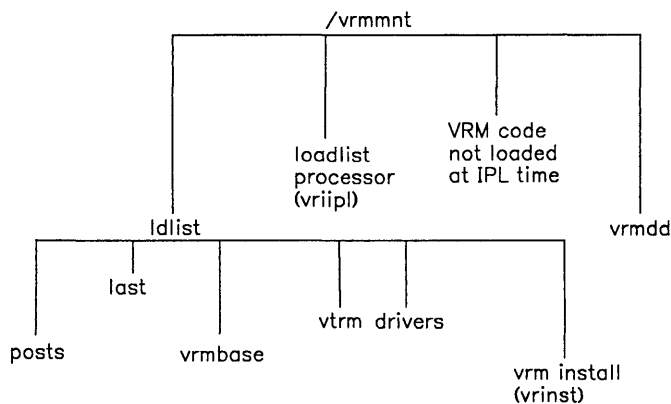 /vrmmnt
loadlist
processor
(vriipl)
VRM code
not loaded
at IPL time
ldlist
vrmdd
last
vtrm drivers
posts
vrmbase
vrm install
(vrinst)